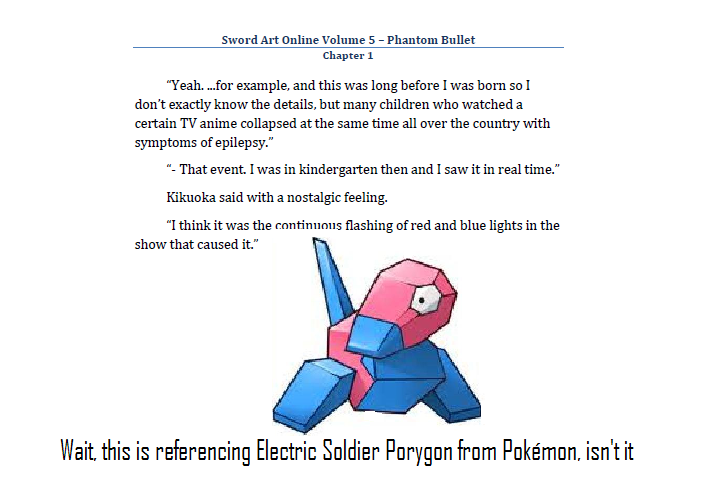 Sword Art Online Volume 5 – Phantom Bullet
Chapter 1
“Yeah. …for example, and this was long before I was born so I
don’t exactly know the details, but many children who watched a
certain TV anime collapsed at the same time all over the country with
symptoms of epilepsy.”
“- That event. I was in kindergarten then and I saw it in real time.”
Kikuoka said with a nostalgic feeling.
“I think it was the continuous flashing of red and blue lights in the
show that caused it.”
Wait, this is referencing Electric Soldier Porygon from Pokémon, isn't it